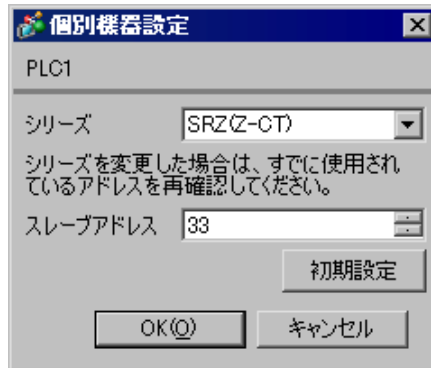 個別機器設定
PLC1
シリーズ SRZ(Z-CT)
シリーズを変更した場合は、すでに使用され
ているアドレスを再確認してください。
スレーブアドレス 33
初期設定
OK(O) キャンセル